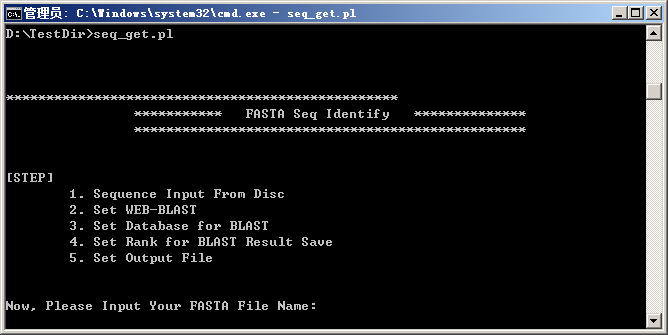 管理员: C:\Windows\system32\cmd.exe - seq_get.pl
D:\TestDir>seq_get.pl
*************************************************
*********** FASTA Seq Identify **************
*************************************************
[STEP]
1. Sequence Input From Disc
2. Set WEB-BLAST
3. Set Database for BLAST
4. Set Rank for BLAST Result Save
5. Set Output File
Now, Please Input Your FASTA File Name: